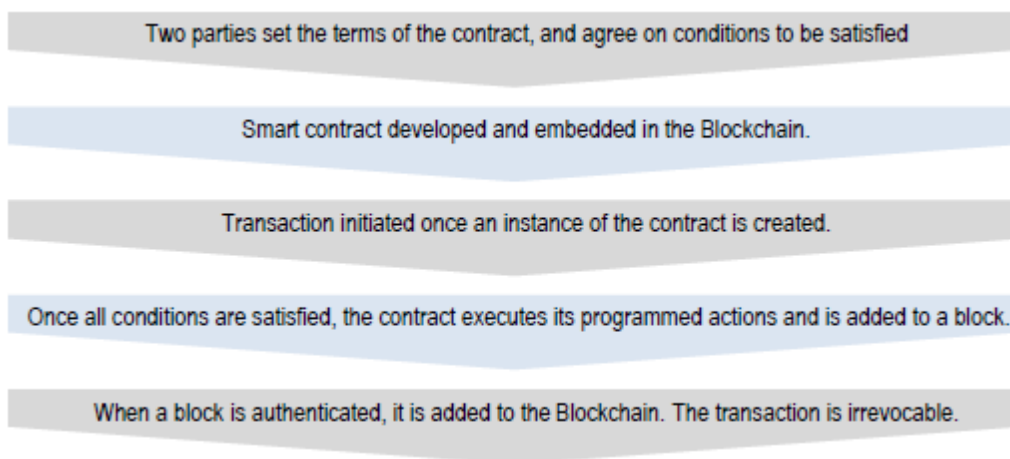 Two parties set the terms of the contract, and agree on conditions to be satisfied
Smart contract developed and embedded in the Blockchain.
Transaction initiated once an instance of the contract is created.
Once all conditions are satisfied, the contract executes its programmed actions and is added to a block.
When a block is authenticated, it is added to the Blockchain. The transaction is irrevocable.